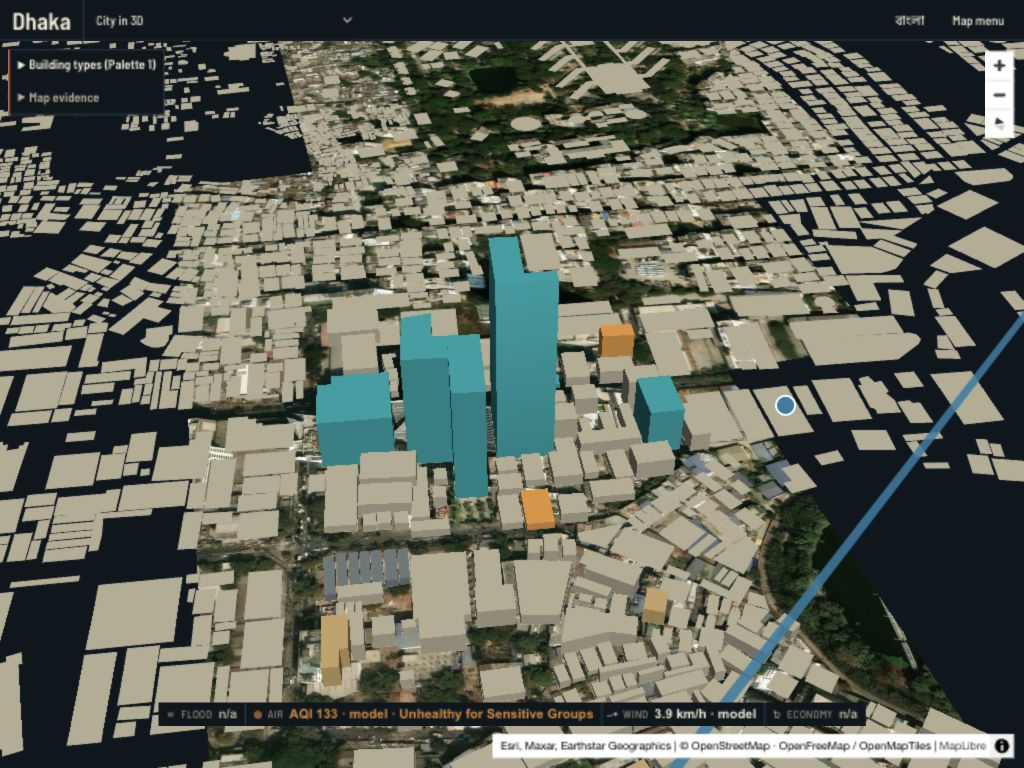 Dhaka
City in 3D
বাংলা
Map menu
▶ Building types (Palette 1)
▶ Map evidence
FLOOD n/a
AIR AQI 133 · model · Unhealthy for Sensitive Groups
WIND 3.9 km/h · model
ECONOMY n/a
Esri, Maxar, Earthstar Geographics | © OpenStreetMap · OpenFreeMap / OpenMapTiles | MapLibre